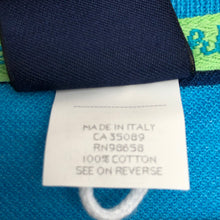 MADE IN ITALY
CA 35089
RN98658
100% COTTON
SEE ON REVERSE